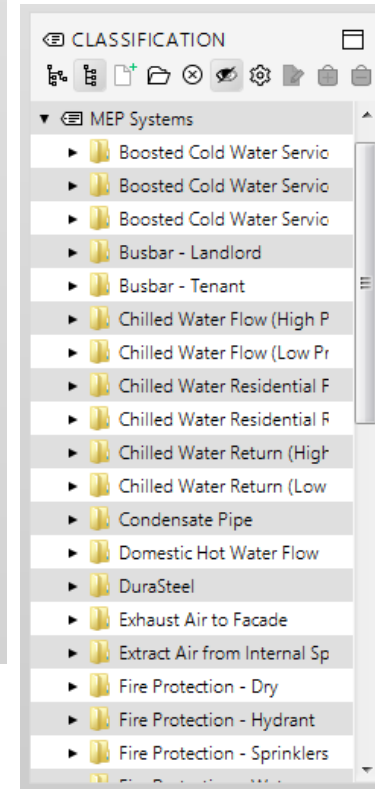 CLASSIFICATION
MEP Systems
Boosted Cold Water Servic
Boosted Cold Water Servic
Boosted Cold Water Servic
Busbar - Landlord
Busbar - Tenant
Chilled Water Flow (High P
Chilled Water Flow (Low Pr
Chilled Water Residential F
Chilled Water Residential R
Chilled Water Return (High
Chilled Water Return (Low
Condensate Pipe
Domestic Hot Water Flow
DuraSteel
Exhaust Air to Facade
Extract Air from Internal Sp
Fire Protection - Dry
Fire Protection - Hydrant
Fire Protection - Sprinklers